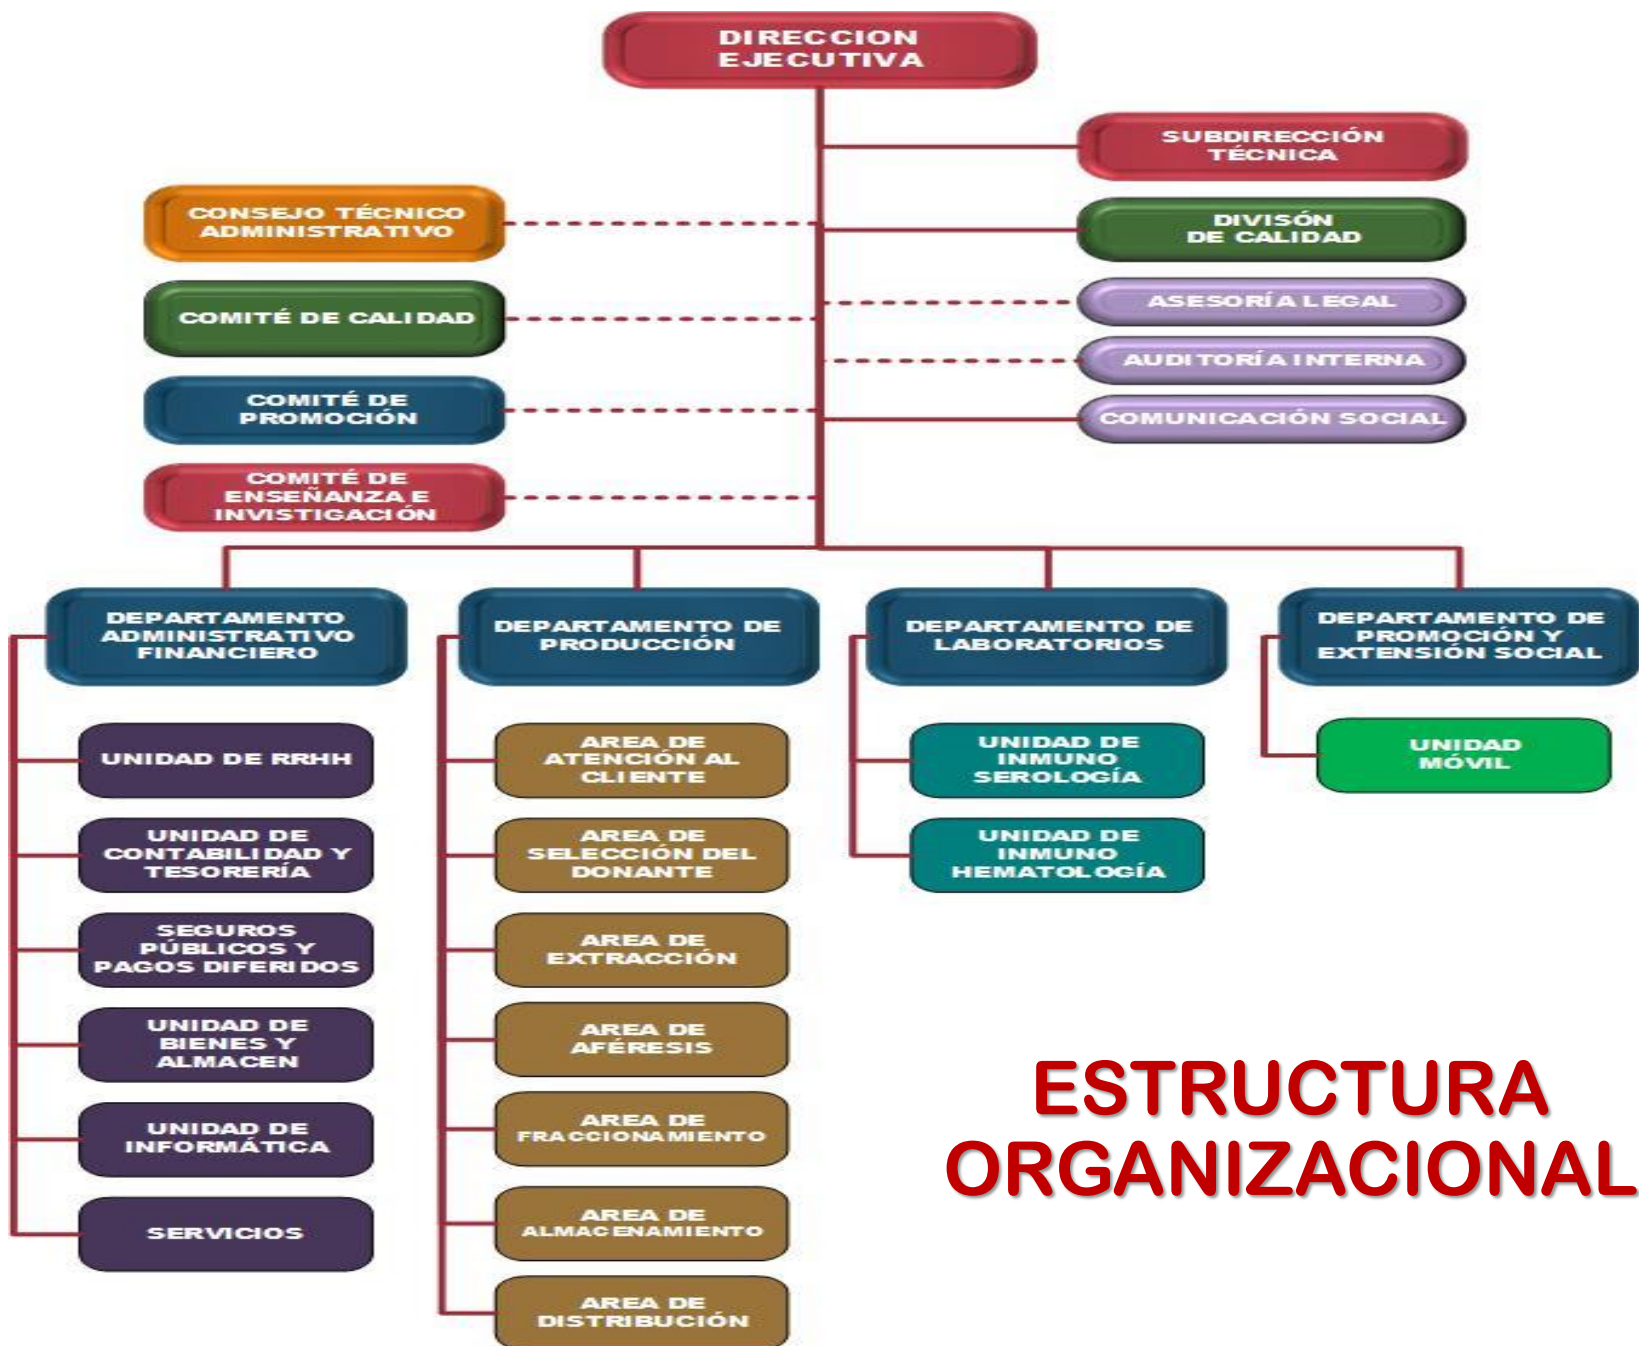 DIRECCION
EJECUTIVA
SUBDIRECCIÓN
TÉCNICA
CONSEJO TÉCNICO
ADMINISTRATIVO
DIVISÓN
DE CALIDAD
COMITÉ DE CALIDAD
ASESORÍA LEGAL
AUDITORÍA INTERNA
COMITÉ DE
PROMOCIÓN
COMUNICACIÓN SOCIAL
COMITÉ DE
ENSEÑANZA E
INVISTIGACIÓN
DEPARTAMENTO
ADMINISTRATIVO
FINANCIERO
DEPARTAMENTO DE
PRODUCCIÓN
DEPARTAMENTO DE
LABORATORIOS
DEPARTAMENTO DE
PROMOCIÓN Y
EXTENSIÓN SOCIAL
UNIDAD DE RRHH
UNIDAD DE
CONTABILIDAD Y
TESORERÍA
SEGUROS
PÚBLICOS Y
PAGOS DIFERIDOS
UNIDAD DE
BIENES Y
ALMACEN
UNIDAD DE
INFORMÁTICA
SERVICIOS
AREA DE
ATENCIÓN AL
CLIENTE
AREA DE
SELECCIÓN DEL
DONANTE
AREA DE
EXTRACCIÓN
AREA DE
AFÉRESIS
AREA DE
FRACCIONAMIENTO
AREA DE
ALMACENAMIENTO
AREA DE
DISTRIBUCIÓN
UNIDAD DE
INMUNO
SEROLOGÍA
UNIDAD DE
INMUNO
HEMATOLOGÍA
UNIDAD
MÓVIL
ESTRUCTURA
ORGANIZACIONAL